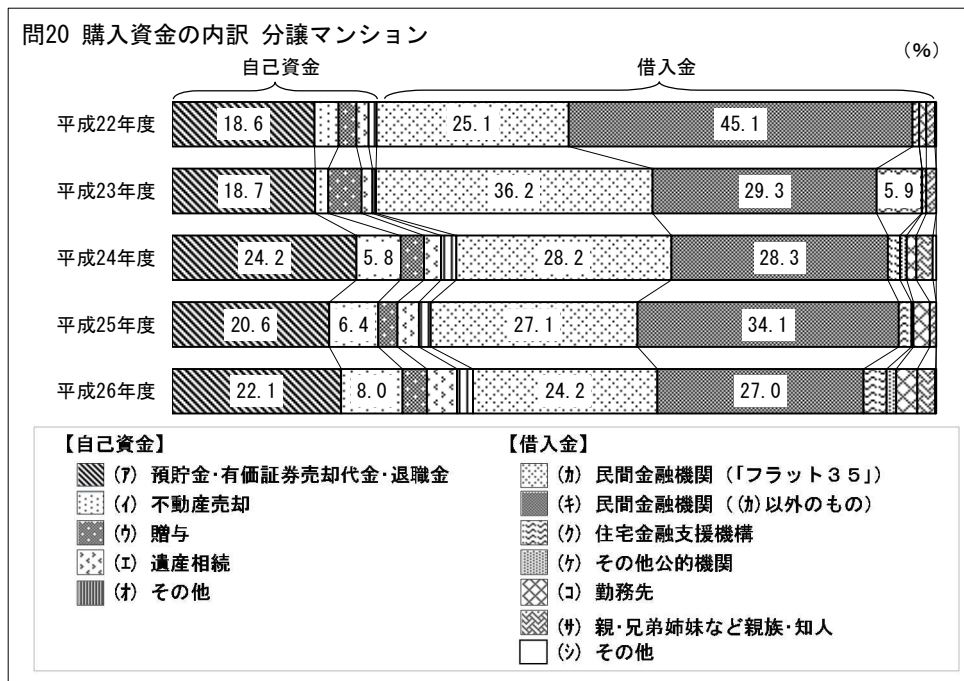 問20 購入資金の内訳 分譲マンション
(%)
自己資金 借入金
平成22年度 18.6 25.1 45.1
平成23年度 18.7 36.2 29.3 5.9
平成24年度 24.2 5.8 28.2 28.3
平成25年度 20.6 6.4 27.1 34.1
平成26年度 22.1 8.0 24.2 27.0
【自己資金】
(ア) 預貯金･有価証券売却代金･退職金
(イ) 不動産売却
(ウ) 贈与
(エ) 遺産相続
(オ) その他
【借入金】
(カ) 民間金融機関（｢フラット３５｣）
(キ) 民間金融機関（(カ)以外のもの）
(ク) 住宅金融支援機構
(ケ) その他公的機関
(コ) 勤務先
(サ) 親･兄弟姉妹など親族･知人
(シ) その他